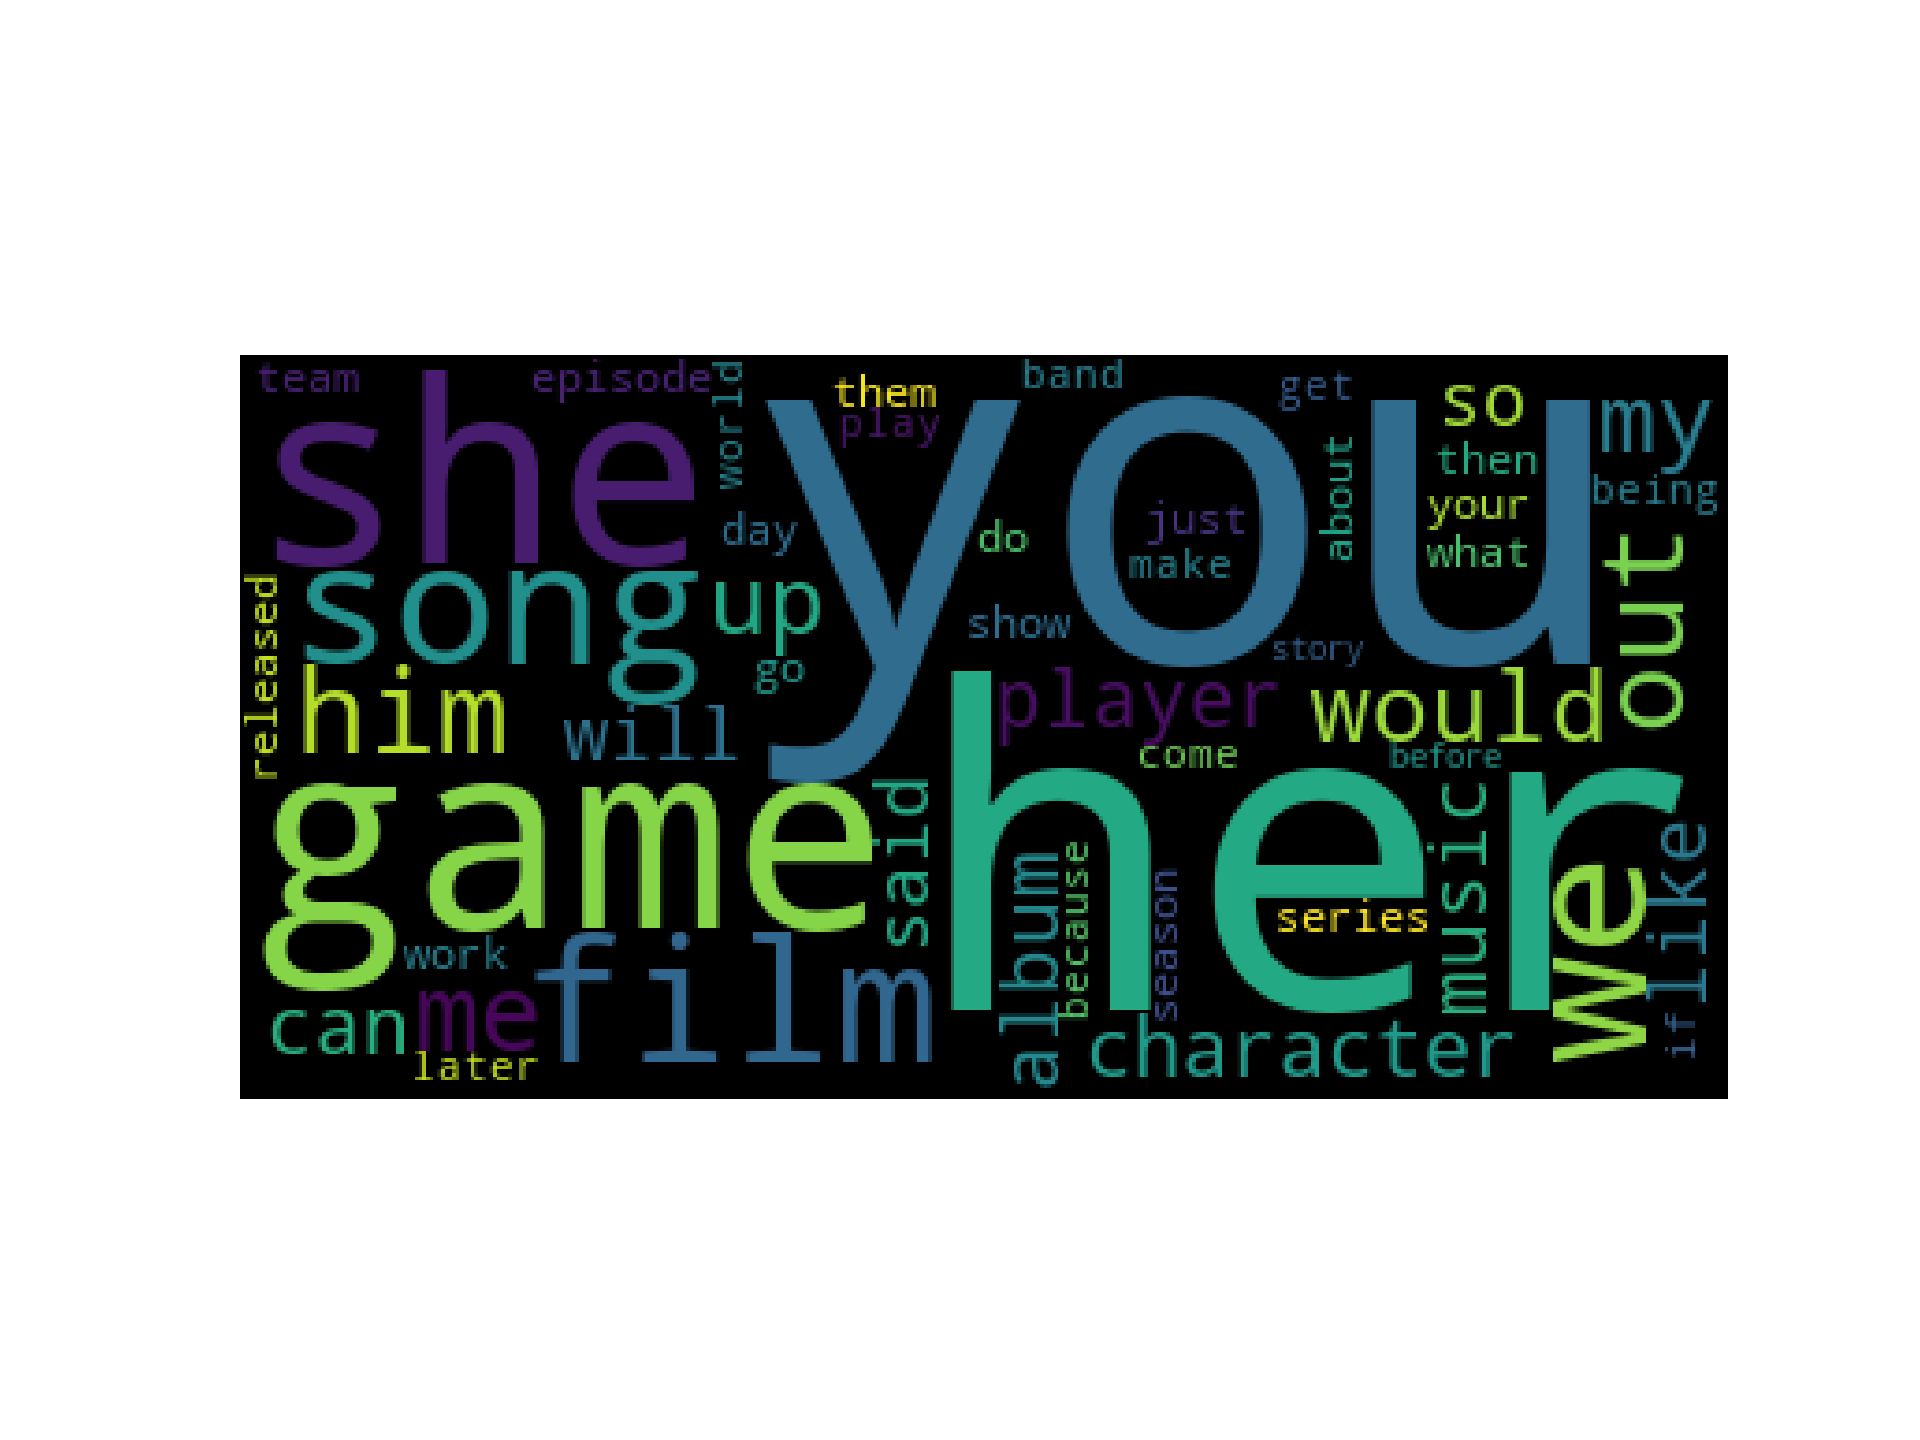 team
episode
world
them
play
band
get
so
my
she
you
then
being
your
what
about
day
do
just
make
song
up
show
story
out
released
go
him
will
player
would
come
before
game
said
her
album
because
season
series
music
we
like
if
work
film
can
me
later
character